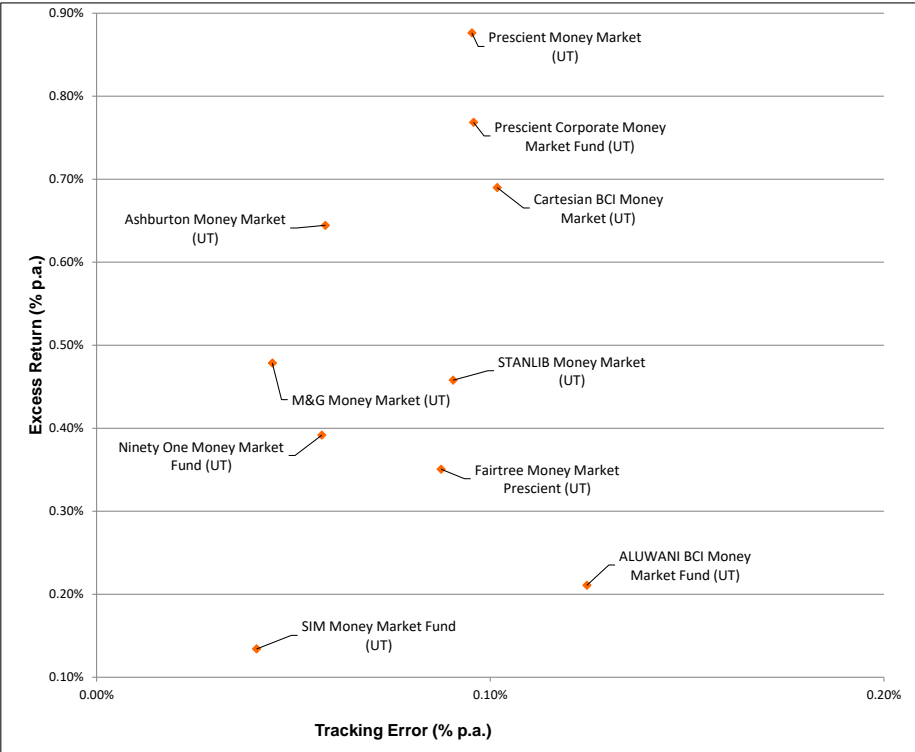 0.90%
Prescient Money Market
(UT)
0.80%
Prescient Corporate Money
Market Fund (UT)
0.70%
Cartesian BCI Money
Market (UT)
Ashburton Money Market
(UT)
0.60%
0.50%
STANLIB Money Market
(UT)
M&G Money Market (UT)
0.40%
Ninety One Money Market
Fund (UT)
Fairtree Money Market
Prescient (UT)
0.30%
ALUWANI BCI Money
Market Fund (UT)
0.20%
SIM Money Market Fund
(UT)
0.10%
0.00%
0.10%
0.20%
Excess Return (% p.a.)
Tracking Error (% p.a.)